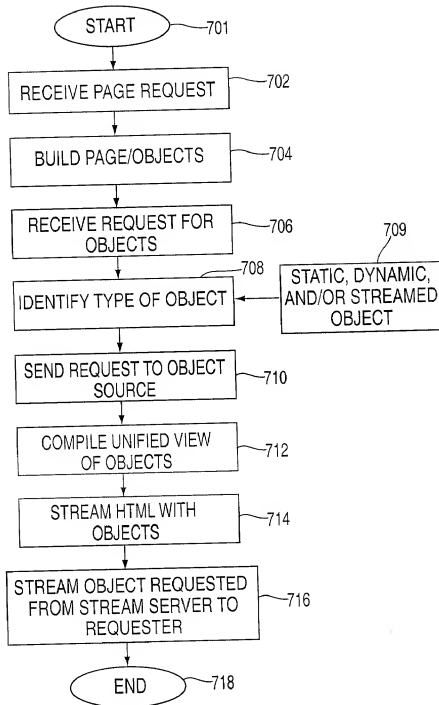 START
701
RECEIVE PAGE REQUEST
702
BUILD PAGE/OBJECTS
704
RECEIVE REQUEST FOR
OBJECTS
706
708
IDENTIFY TYPE OF OBJECT
709
STATIC, DYNAMIC,
AND/OR STREAMED
OBJECT
SEND REQUEST TO OBJECT
SOURCE
710
COMPILE UNIFIED VIEW
OF OBJECTS
712
STREAM HTML WITH
OBJECTS
714
STREAM OBJECT REQUESTED
FROM STREAM SERVER TO
REQUESTER
716
END
718